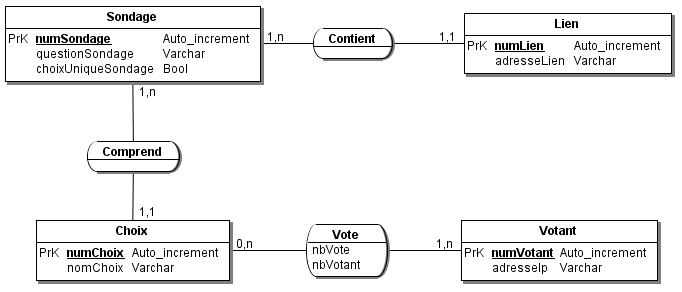 Sondage
PrK numSondage Auto_increment
questionSondage Varchar
choixUniqueSondage Bool
1,n
Contient
1,1
Lien
PrK numLien Auto_increment
adresseLien Varchar
1,n
Comprend
1,1
Choix
PrK numChoix Auto_increment
nomChoix Varchar
0,n
Vote
nbVote
nbVotant
1,n
Votant
PrK numVotant Auto_increment
adresseIp Varchar